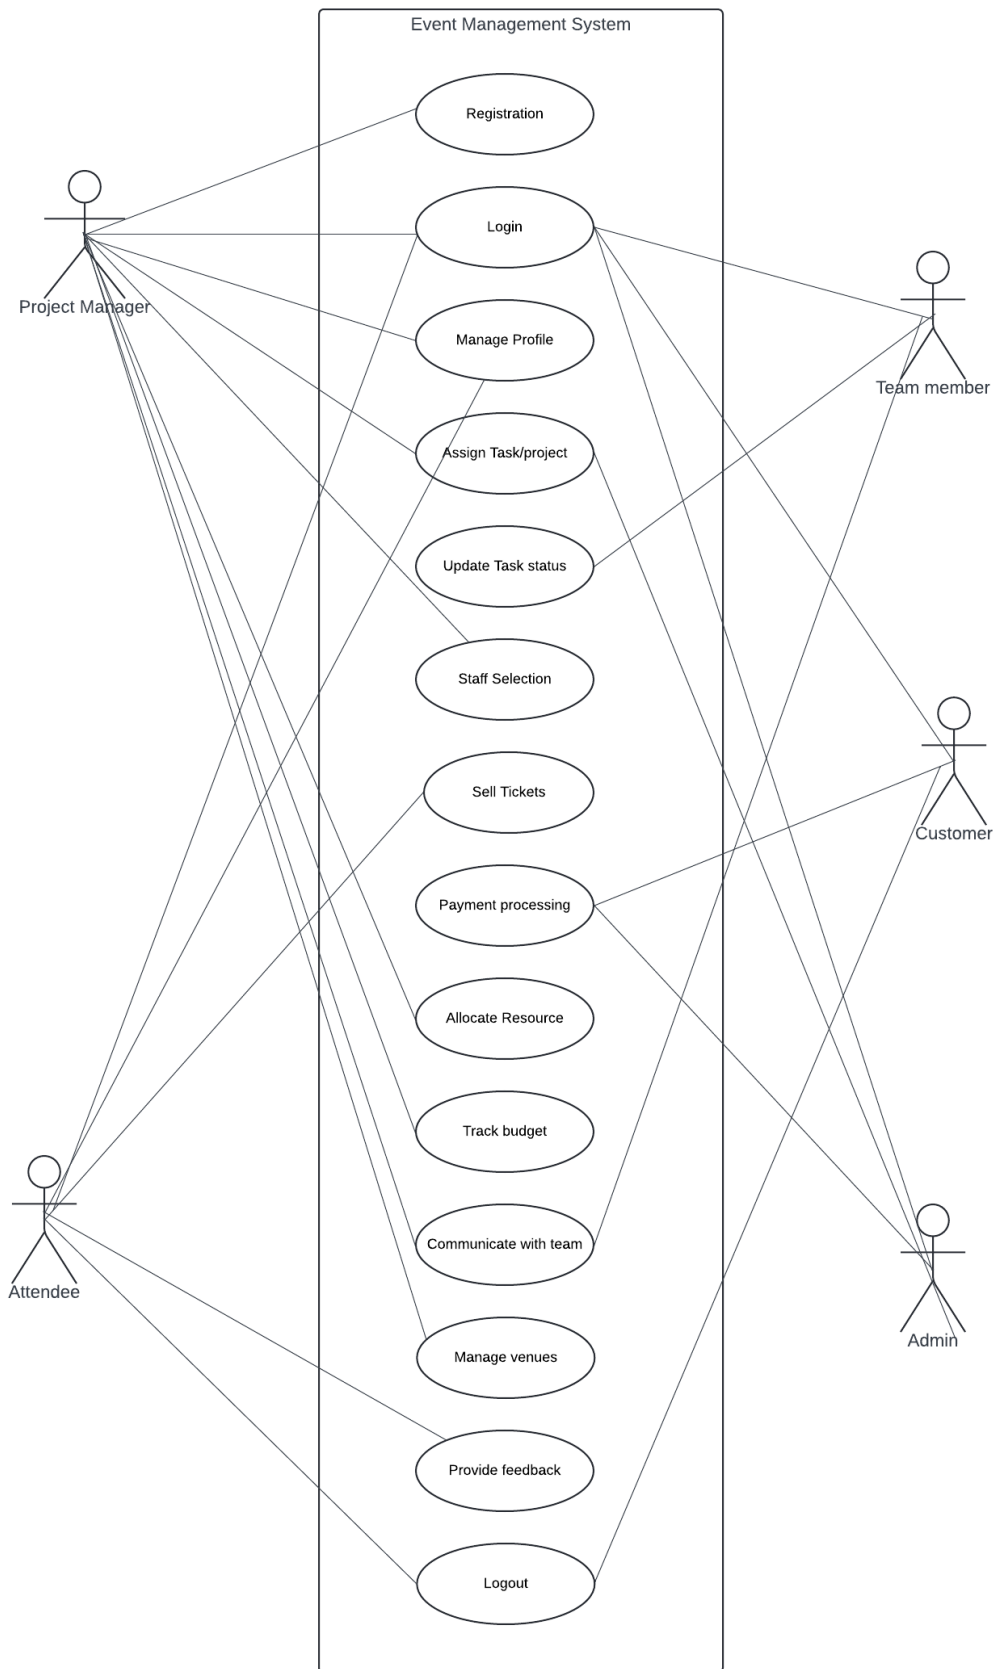 Event Management System
Registration
Login
Project Manager
Manage Profile
Team member
Assign Task/project
Update Task status
Staff Selection
Sell Tickets
Customer
Payment processing
Allocate Resource
Track budget
Communicate with team
Attendee
Admin
Manage venues
Provide feedback
Logout